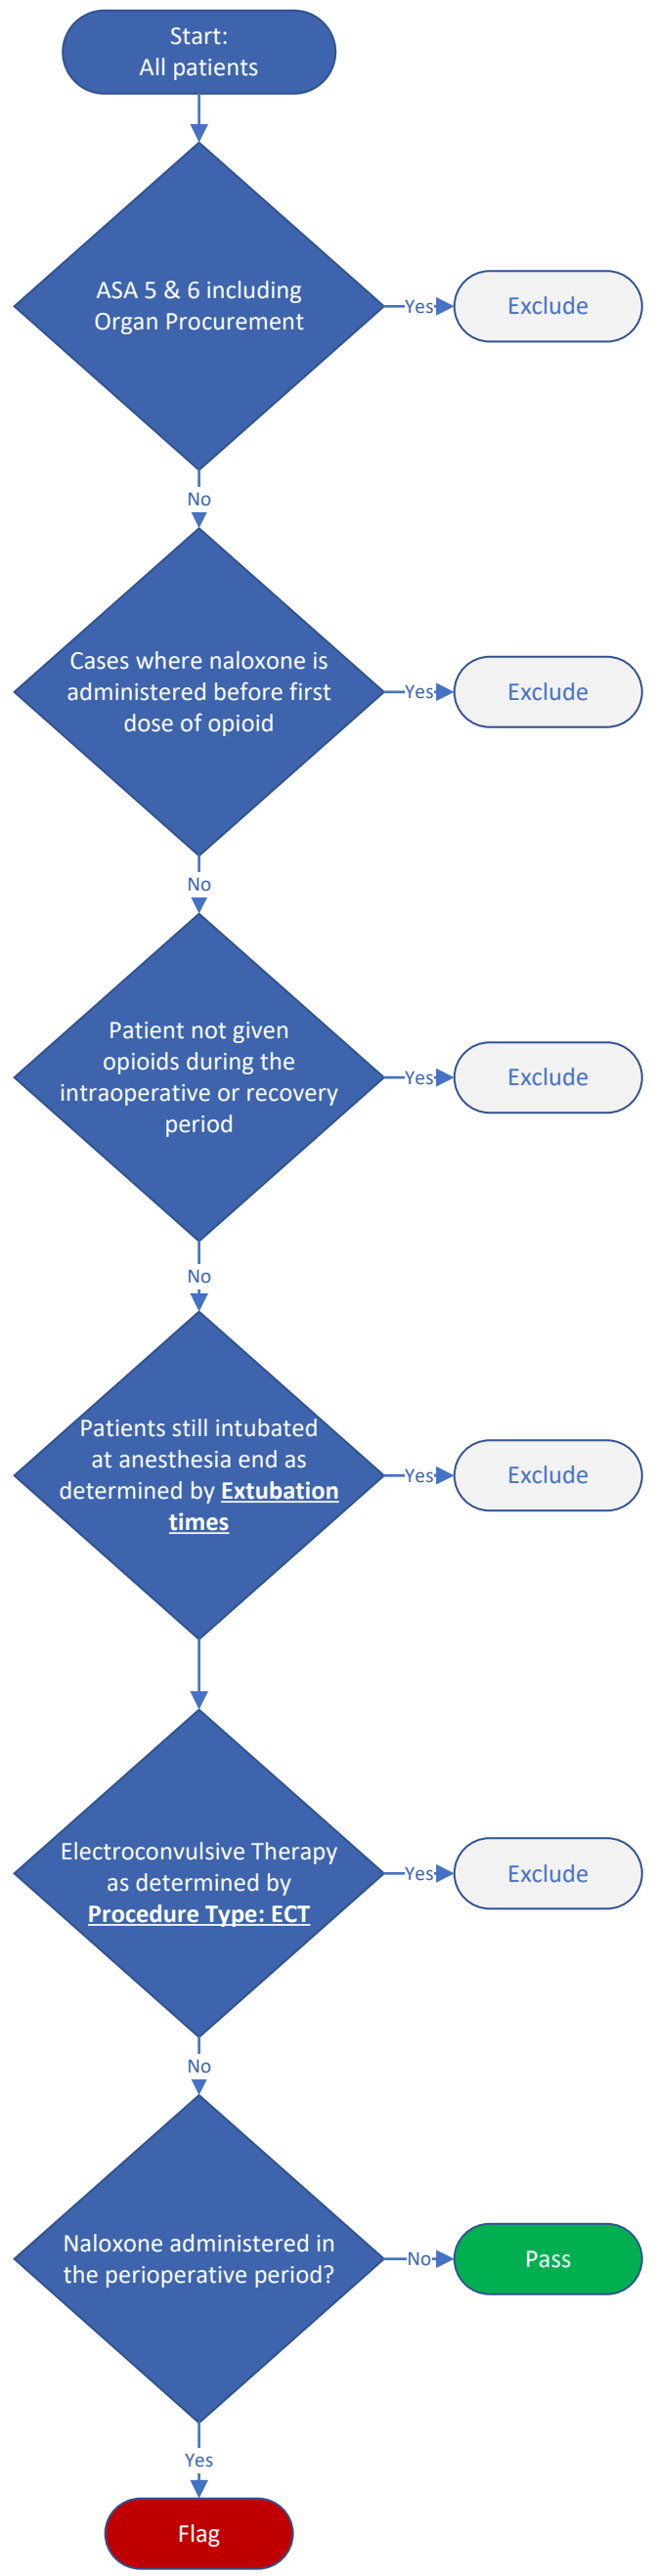 Start:
All patients
ASA 5 & 6 including
Organ Procurement
Yes
Exclude
No
Cases where naloxone is
administered before first
dose of opioid
Yes
Exclude
No
Patient not given
opioids during the
intraoperative or recovery
period
Yes
Exclude
No
Patients still intubated
at anesthesia end as
determined by Extubation
times
Yes
Exclude
Electroconvulsive Therapy
as determined by
Procedure Type: ECT
Yes
Exclude
No
Naloxone administered in
the perioperative period?
No
Pass
Yes
Flag